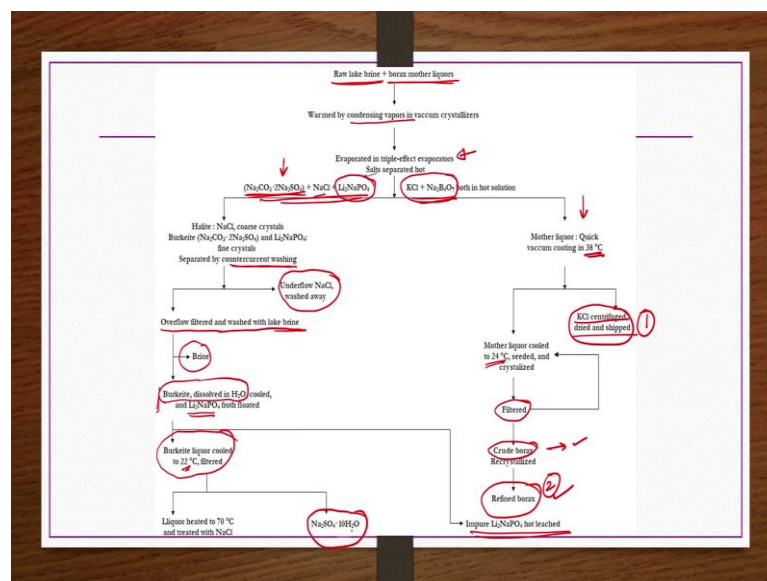 Raw lake brine + borax mother liquors
Warmed by condensing vapors in vaccum crystallizers
Evaporated in triple-effect evaporators
Salts separated hot
(Na₂CO₃·2Na₂SO₄) + NaCl + Li₂NaPO₄
KCl + Na₂B₄O₇ both in hot solution
Halite : NaCl, coarse crystals
Burkeite (Na₂CO₃·2Na₂SO₄) and Li₂NaPO₄:
fine crystals
Separated by countercurrent washing
Mother liquor : Quick
vaccum coating in 38 °C
Underflow NaCl,
washed away
KCl centrifuged,
dried and shipped
1
Overflow filtered and washed with lake brine
Mother liquor cooled
to 24 °C, seeded, and
crystalized
Brine
Burkeite, dissolved in H₂O cooled,
and Li₂NaPO₄ froth floated
Filtered
Burkeite liquor cooled
to 22 °C, filtered
Crude borax
Recrystallized
Refined borax
2
Lliquor heated to 70 °C
and treated with NaCl
Na₂SO₄·10H₂O
Impure Li₂NaPO₄ hot leached